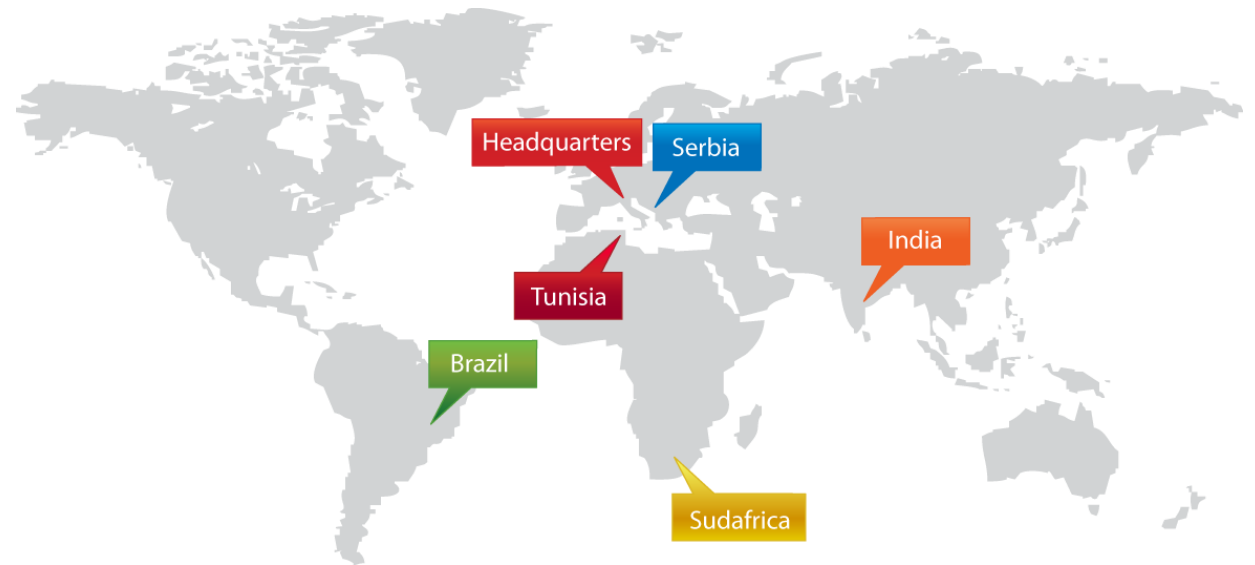 Headquarters
Serbia
India
Tunisia
Brazil
Sudafrica